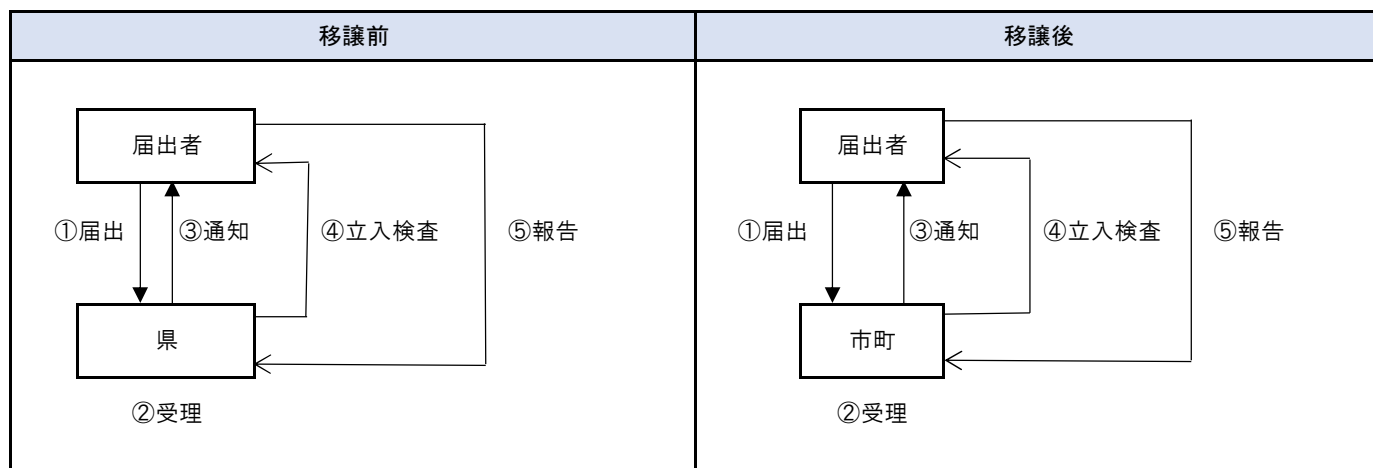 移譲前
移譲後
届出者
①届出
③通知
④立入検査
⑤報告
県
②受理
届出者
①届出
③通知
④立入検査
⑤報告
市町
②受理